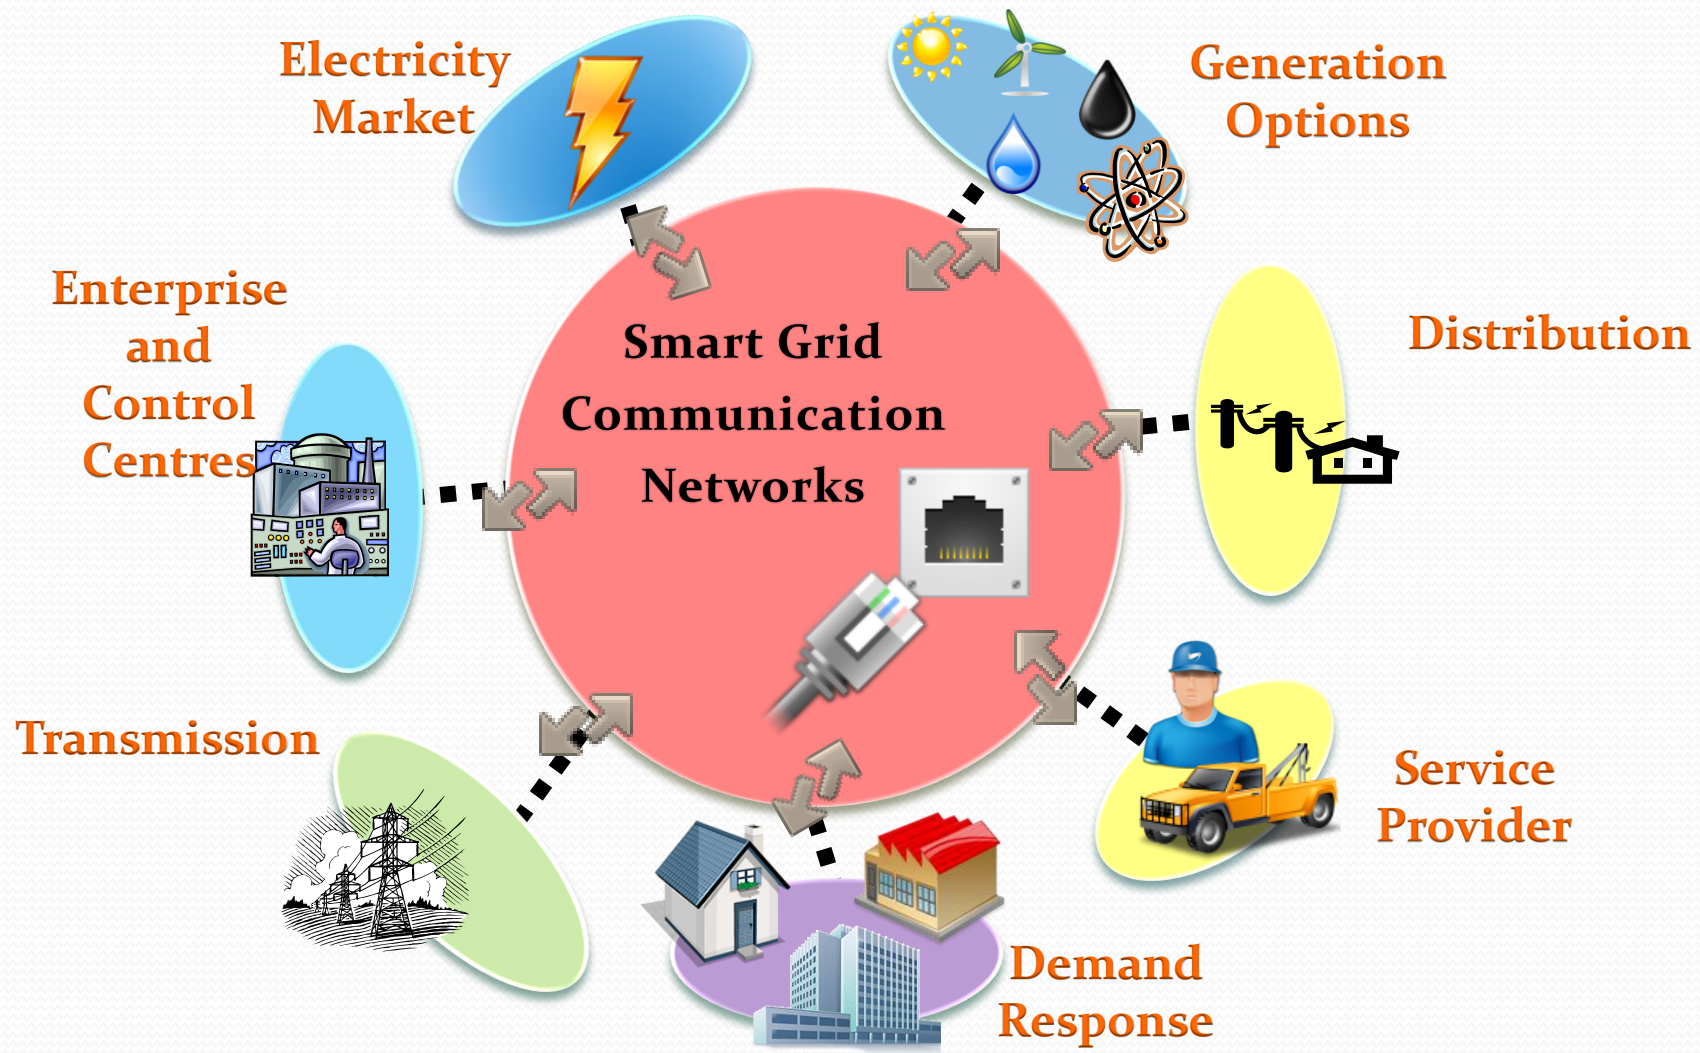 Electricity
Market
Generation
Options
Enterprise
and
Control
Centres
Smart Grid
Communication
Networks
Distribution
Transmission
Service
Provider
Demand
Response